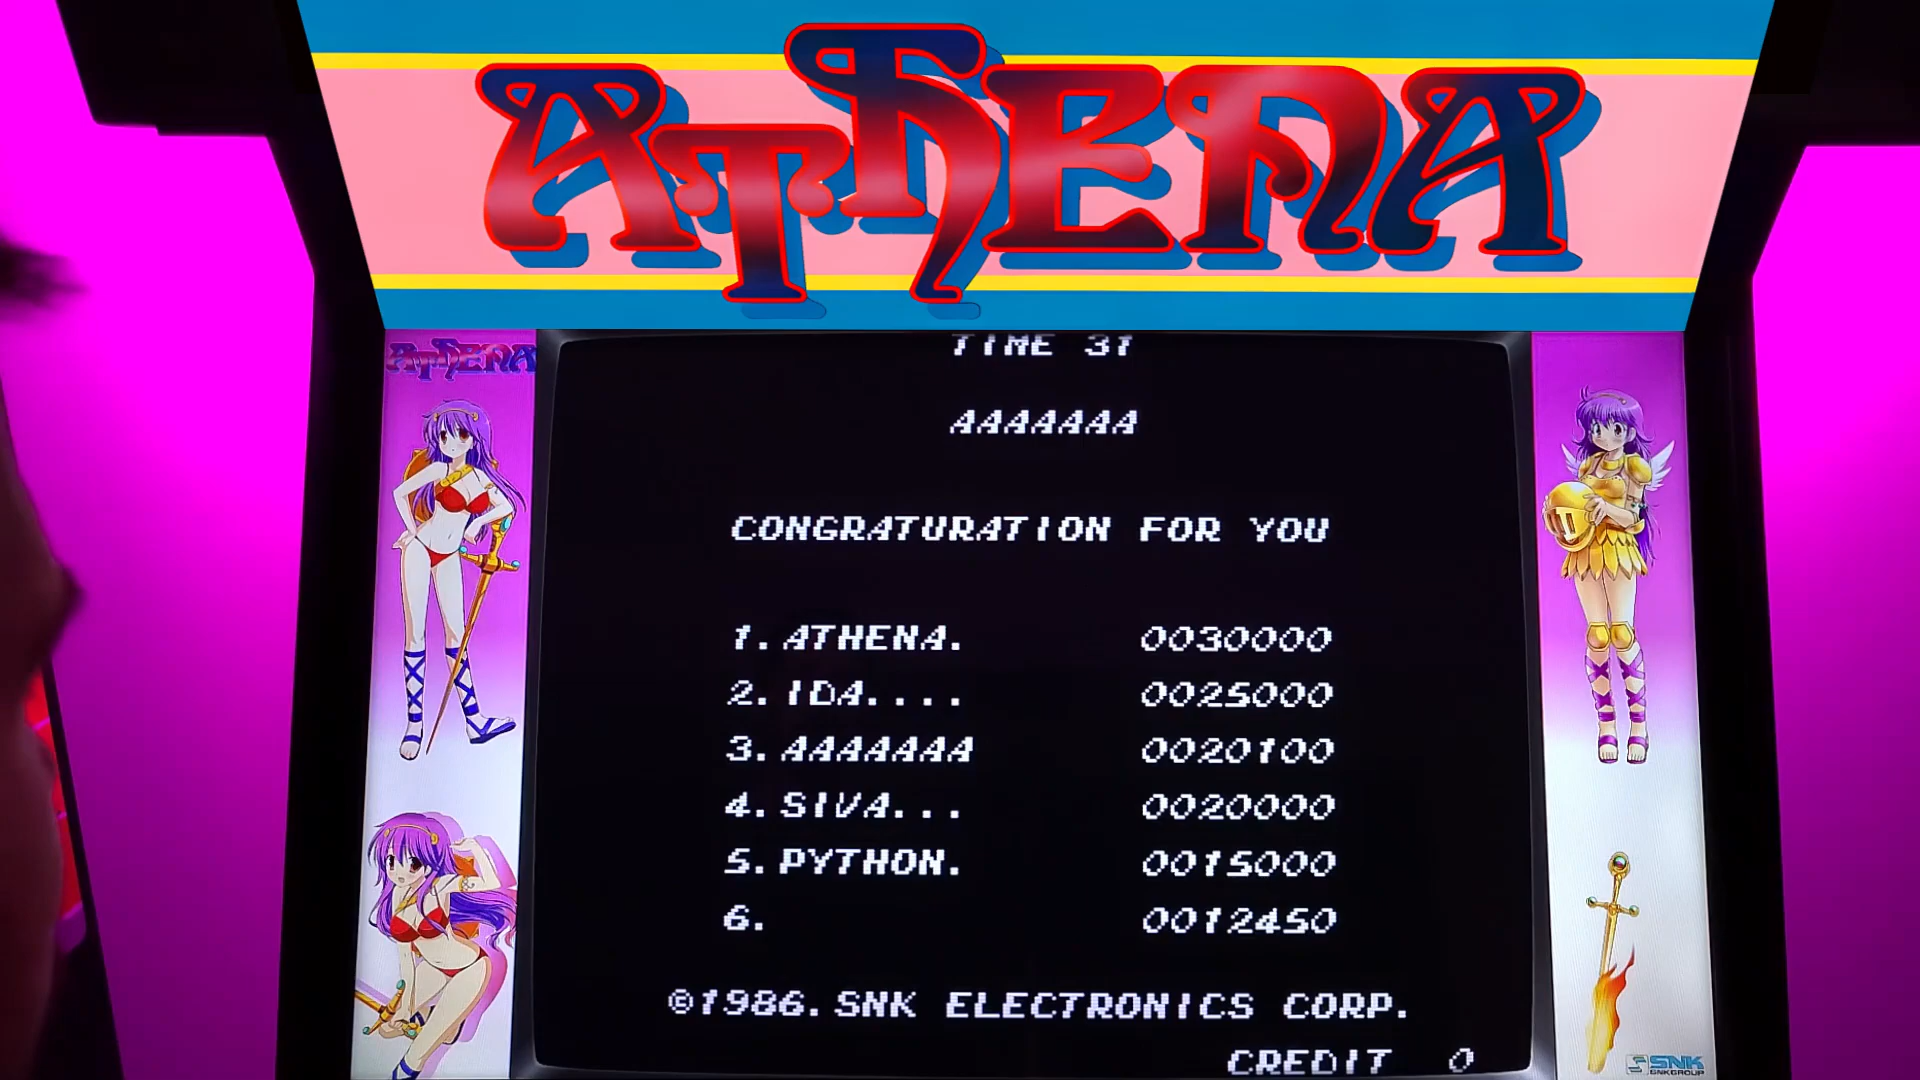 ATHENA
ATHENA
TIME 31
AAAAAAA
CONGRATURATION FOR YOU
1. ATHENA. 0030000
2. IDA.... 0025000
3. AAAAAAA 0020100
4. SIVA... 0020000
5. PYTHON. 0015000
6. 0012450
©1986. SNK ELECTRONICS CORP.
CREDIT 0
SNK
SNKGROUP